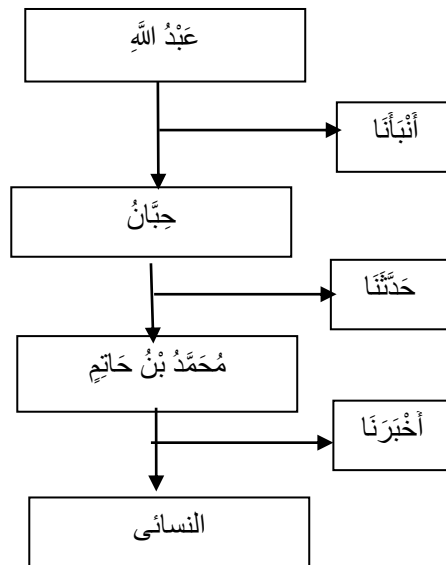 عَبْدُ اللَّهِ
أَنْبَأَنَا
حِبَّانُ
حَدَّثَنَا
مُحَمَّدُ بْنُ حَاتِمٍ
أَخْبَرَنَا
النسائى